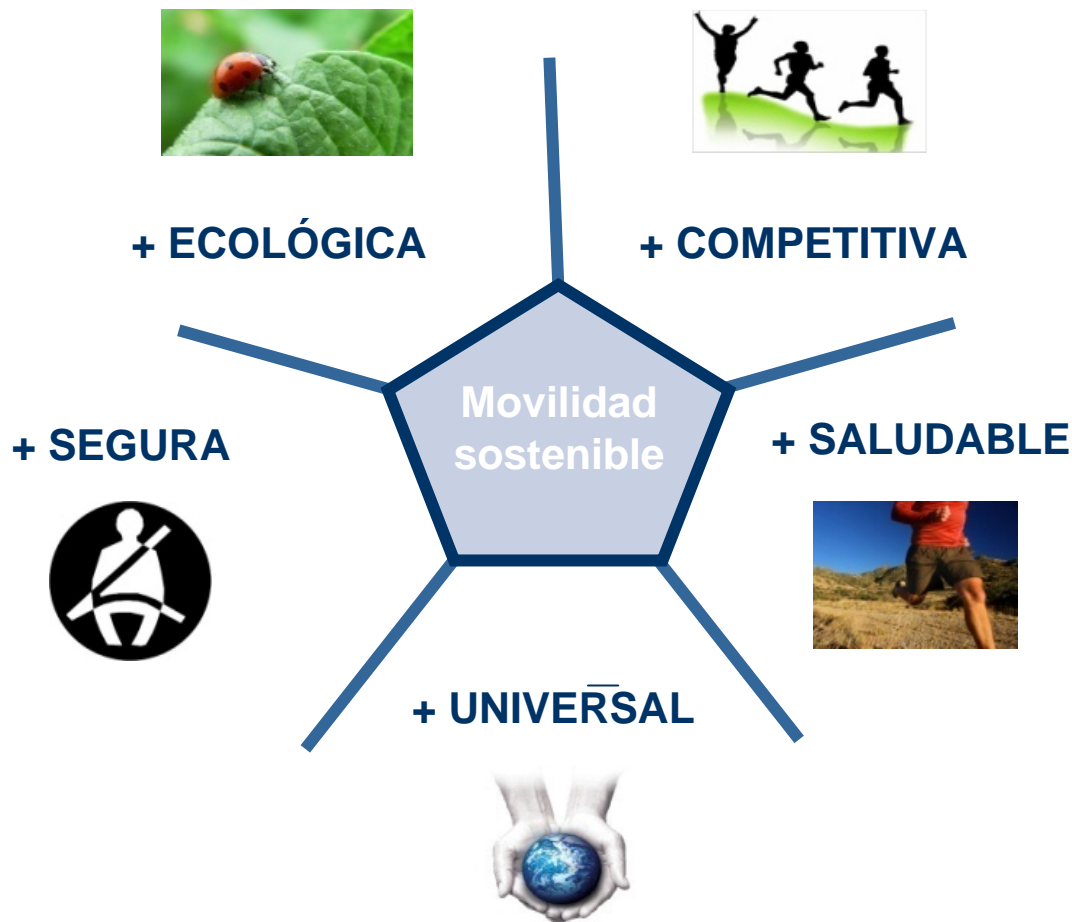 + ECOLÓGICA
+ COMPETITIVA
Movilidad
sostenible
+ SEGURA
+ SALUDABLE
+ UNIVERSAL